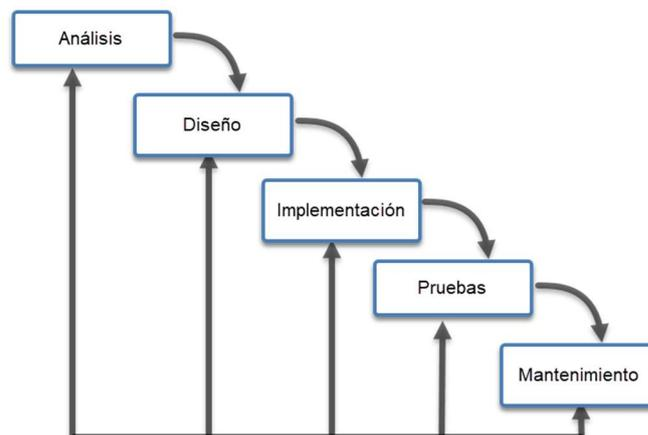 Análisis
Diseño
Implementación
Pruebas
Mantenimiento